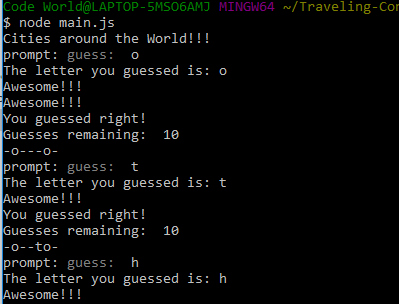 Code World@LAPTOP-5MSO6AMJ MINGW64 ~/Traveling-Cor
$ node main.js
Cities around the World!!!
prompt: guess:  o
The letter you guessed is: o
Awesome!!!
Awesome!!!
You guessed right!
Guesses remaining:  10
-o---o-
prompt: guess:  t
The letter you guessed is: t
Awesome!!!
You guessed right!
Guesses remaining:  10
-o--to-
prompt: guess:  h
The letter you guessed is: h
Awesome!!!